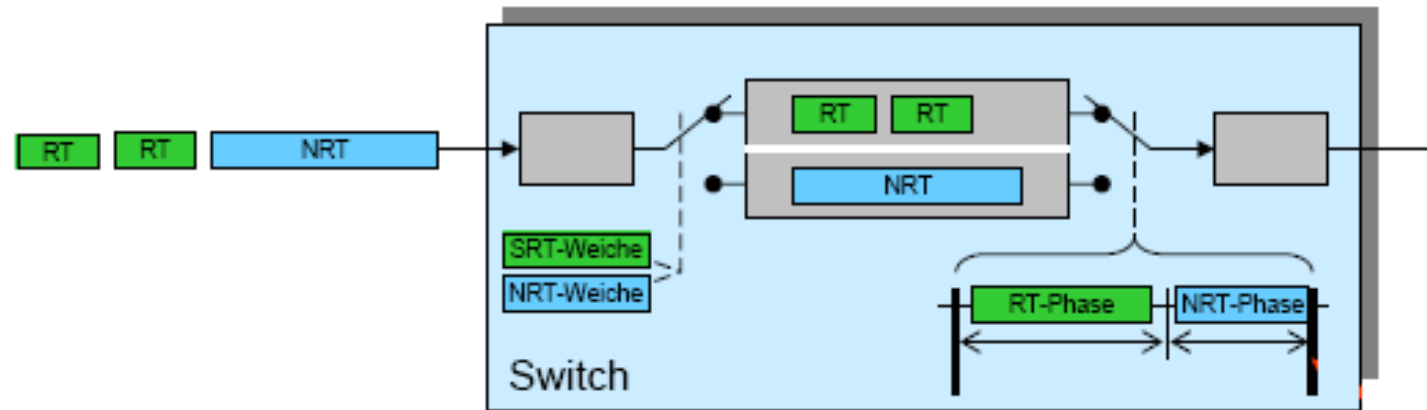 RT RT NRT
RT RT
NRT
SRT-Weiche
NRT-Weiche
RT-Phase NRT-Phase
Switch